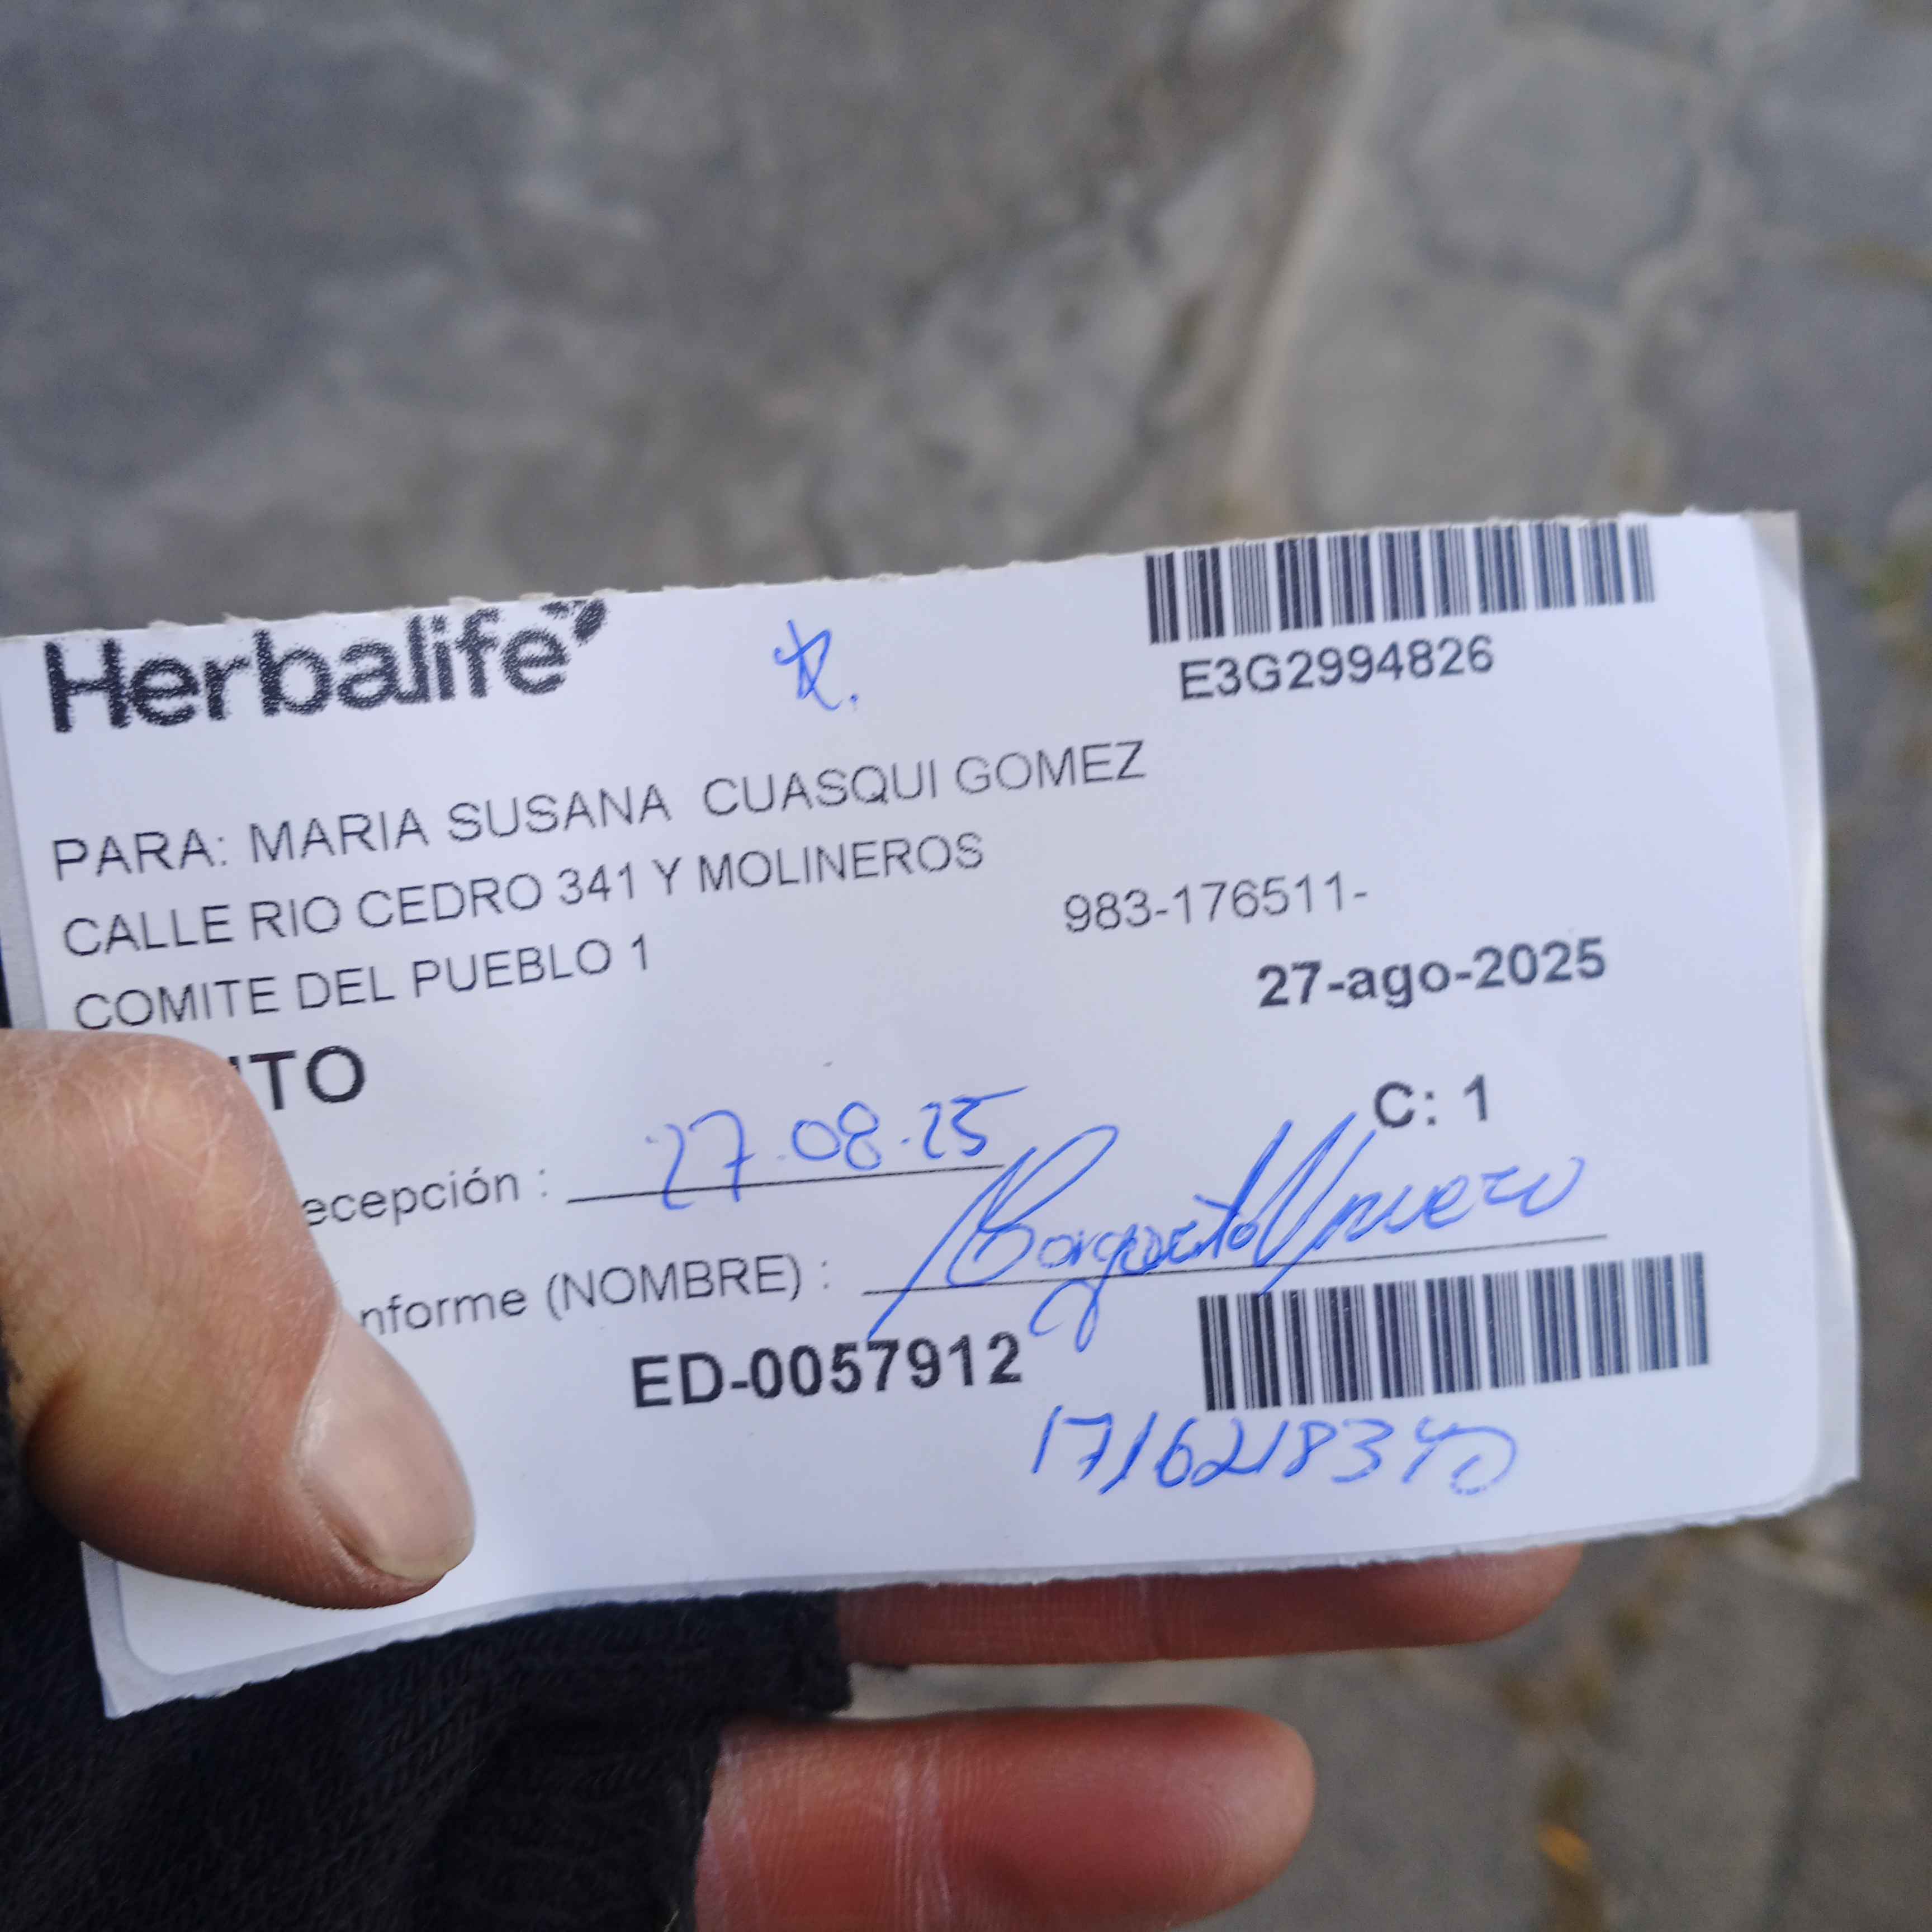 Herbalife
E3G2994826
PARA: MARIA SUSANA CUASQUI GOMEZ
CALLE RIO CEDRO 341 Y MOLINEROS
983-176511-
COMITE DEL PUEBLO 1
27-ago-2025
ITO
C: 1
ecepción : 27.08.25
nforme (NOMBRE) :
ED-0057912
1716218340